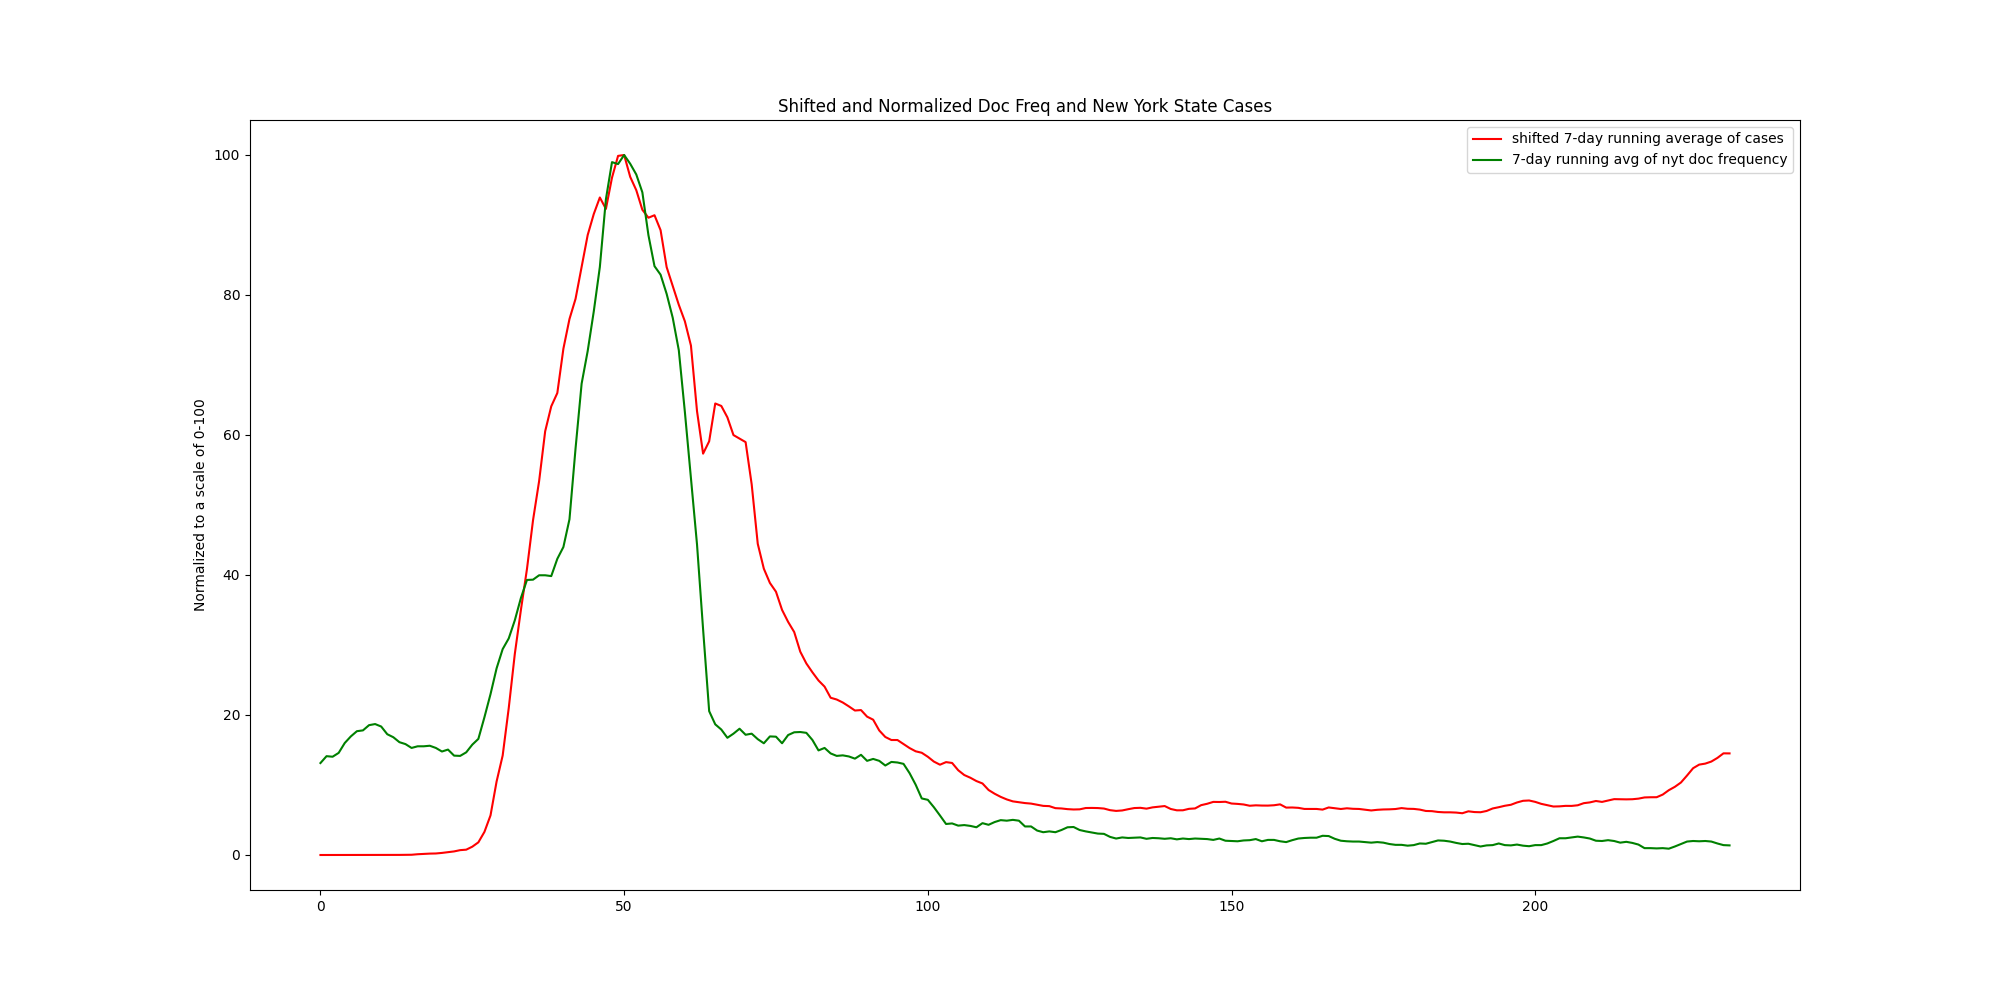 Shifted and Normalized Doc Freq and New York State Cases
shifted 7-day running average of cases
7-day running avg of nyt doc frequency
Normalized to a scale of 0-100
100
80
60
40
20
0
0
50
100
150
200